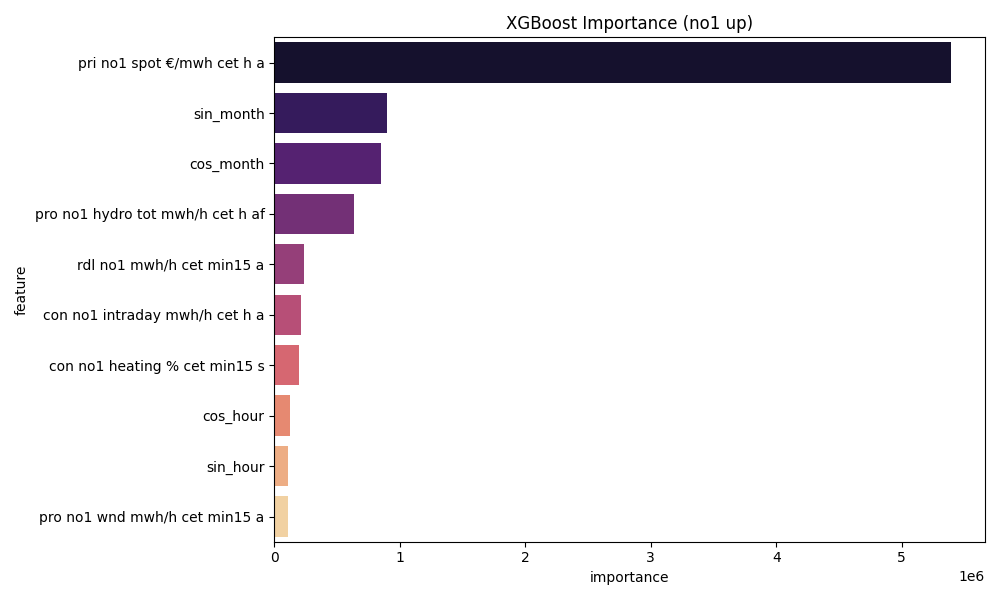 XGBoost Importance (no1 up)
pri no1 spot €/mwh cet h a
sin_month
cos_month
pro no1 hydro tot mwh/h cet h af
rdl no1 mwh/h cet min15 a
con no1 intraday mwh/h cet h a
con no1 heating % cet min15 s
cos_hour
sin_hour
pro no1 wnd mwh/h cet min15 a
feature
0 1 2 3 4 5
1e6
importance